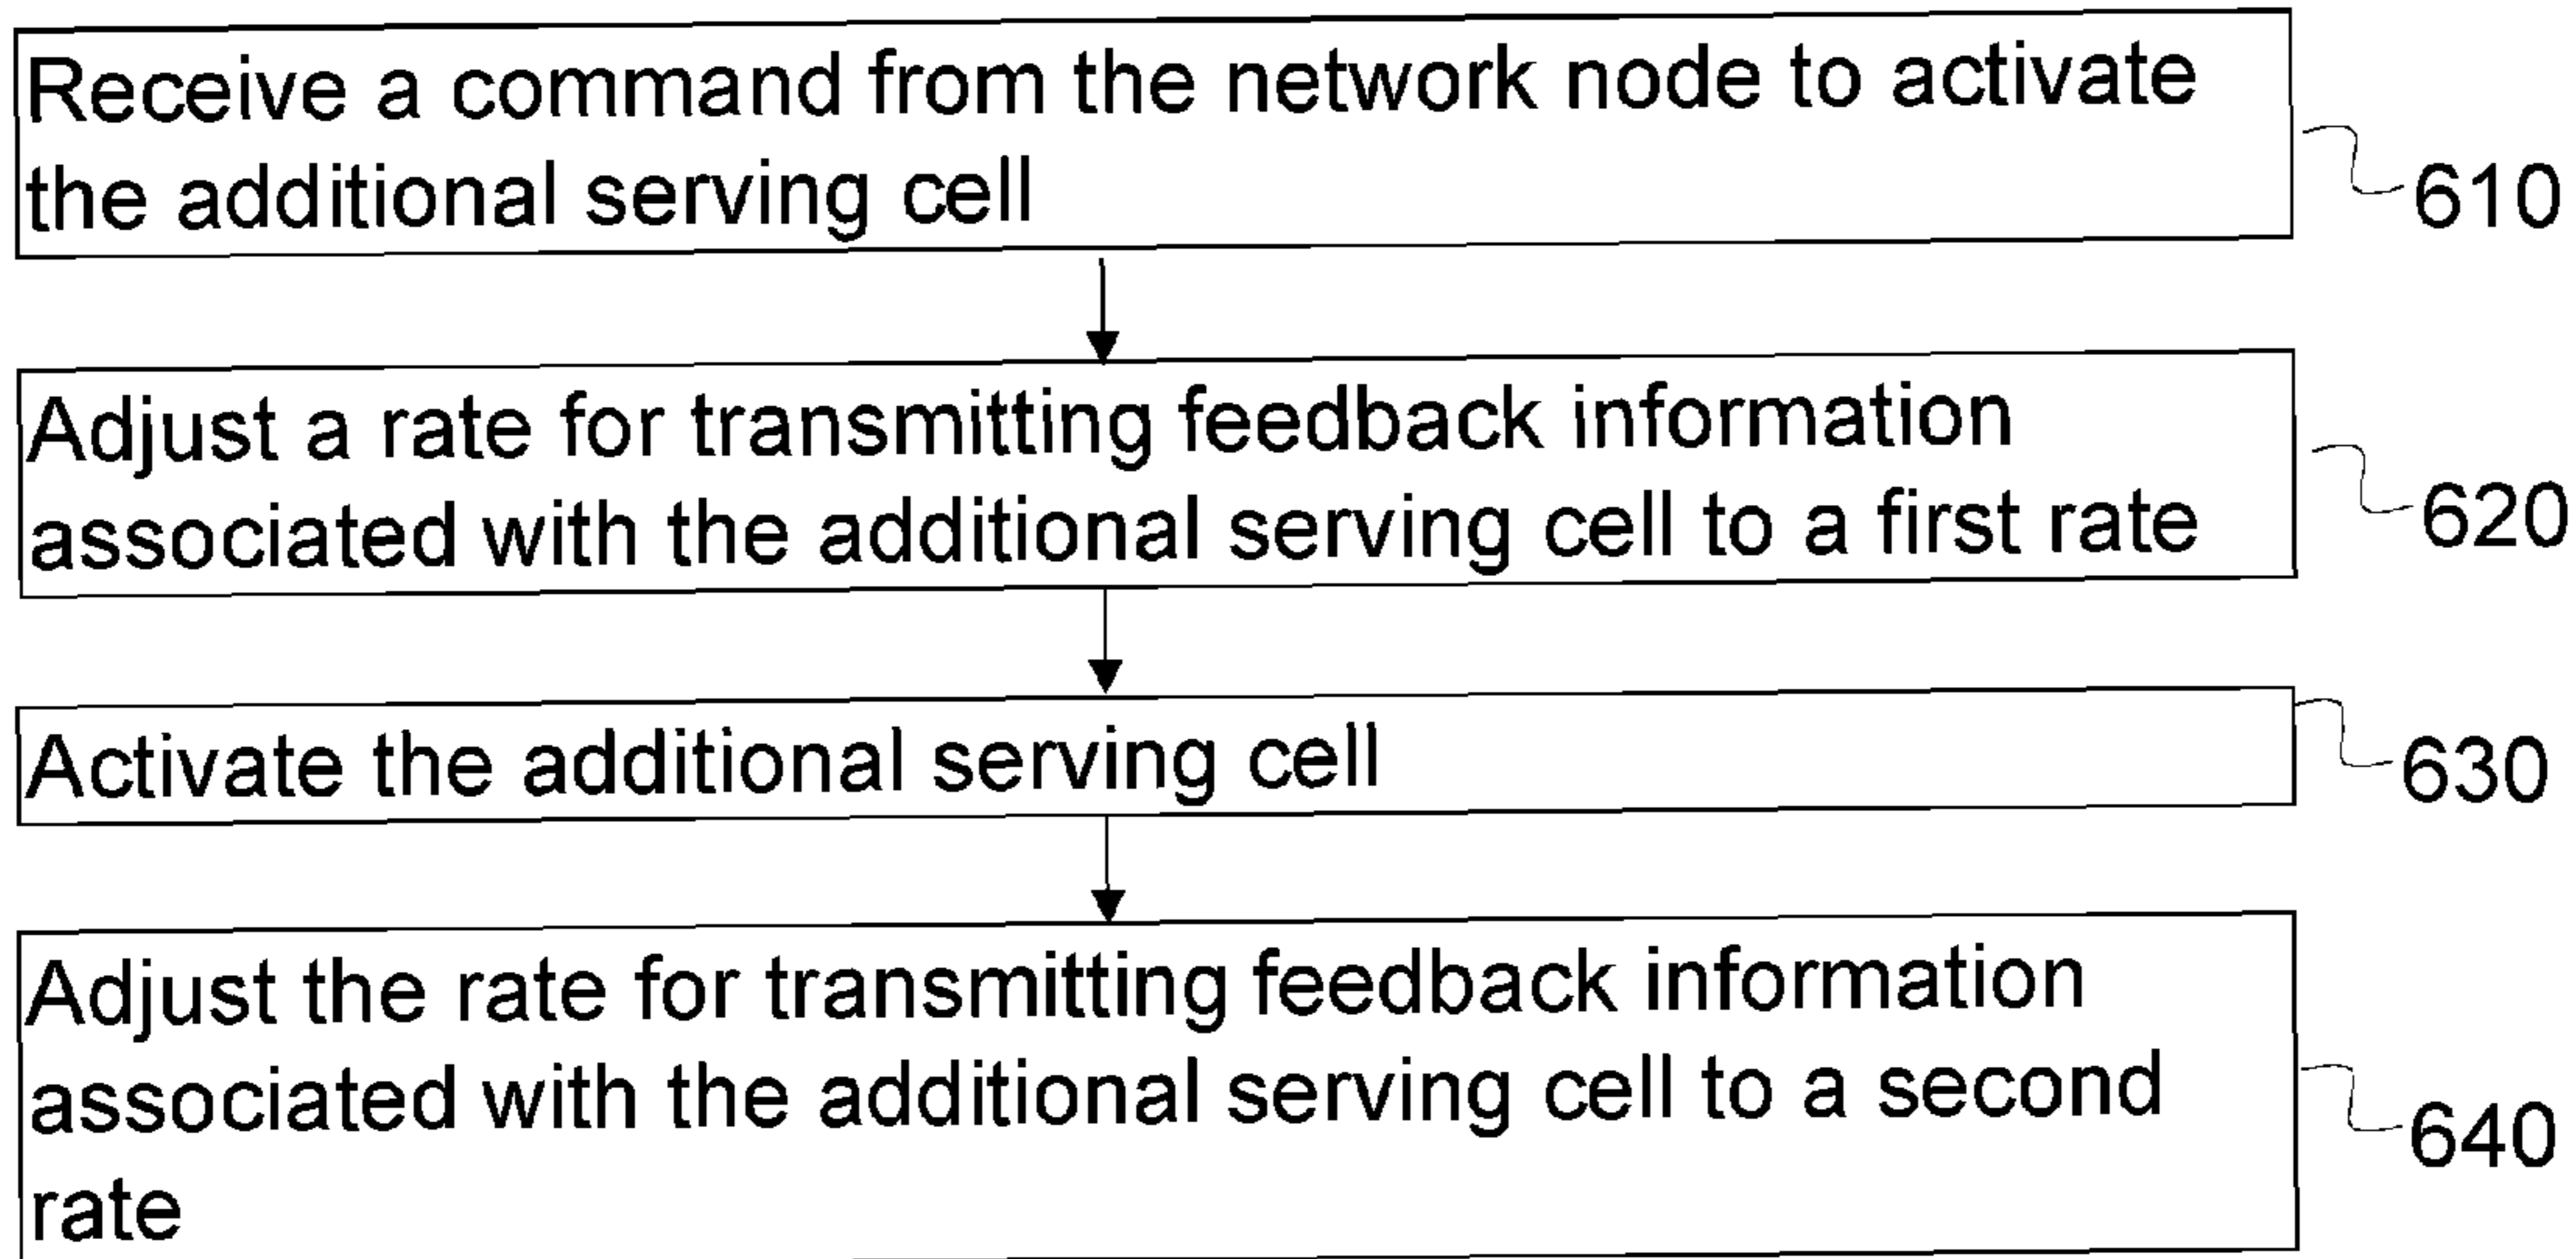 Receive a command from the network node to activate
the additional serving cell
610
Adjust a rate for transmitting feedback information
associated with the additional serving cell to a first rate
620
Activate the additional serving cell
630
Adjust the rate for transmitting feedback information
associated with the additional serving cell to a second
rate
640